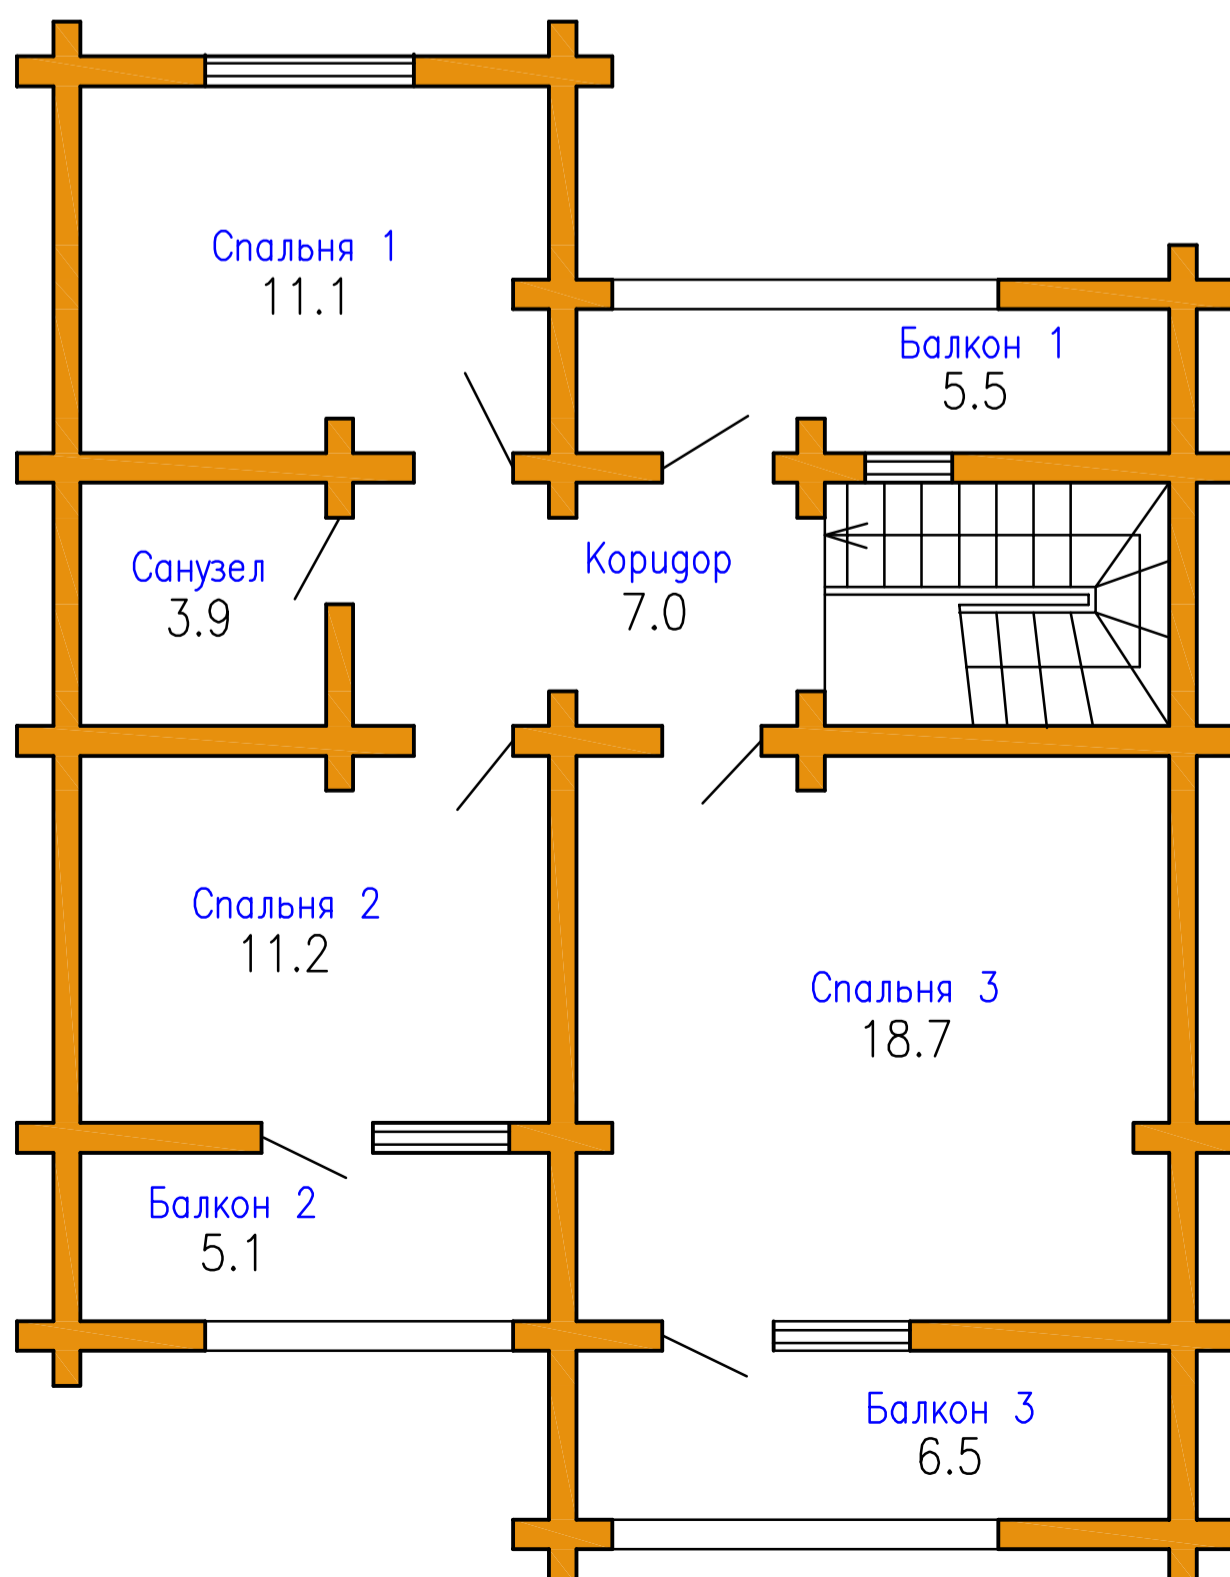 Спальня 1
11.1
Балкон 1
5.5
Санузел
3.9
Коридор
7.0
Спальня 2
11.2
Спальня 3
18.7
Балкон 2
5.1
Балкон 3
6.5